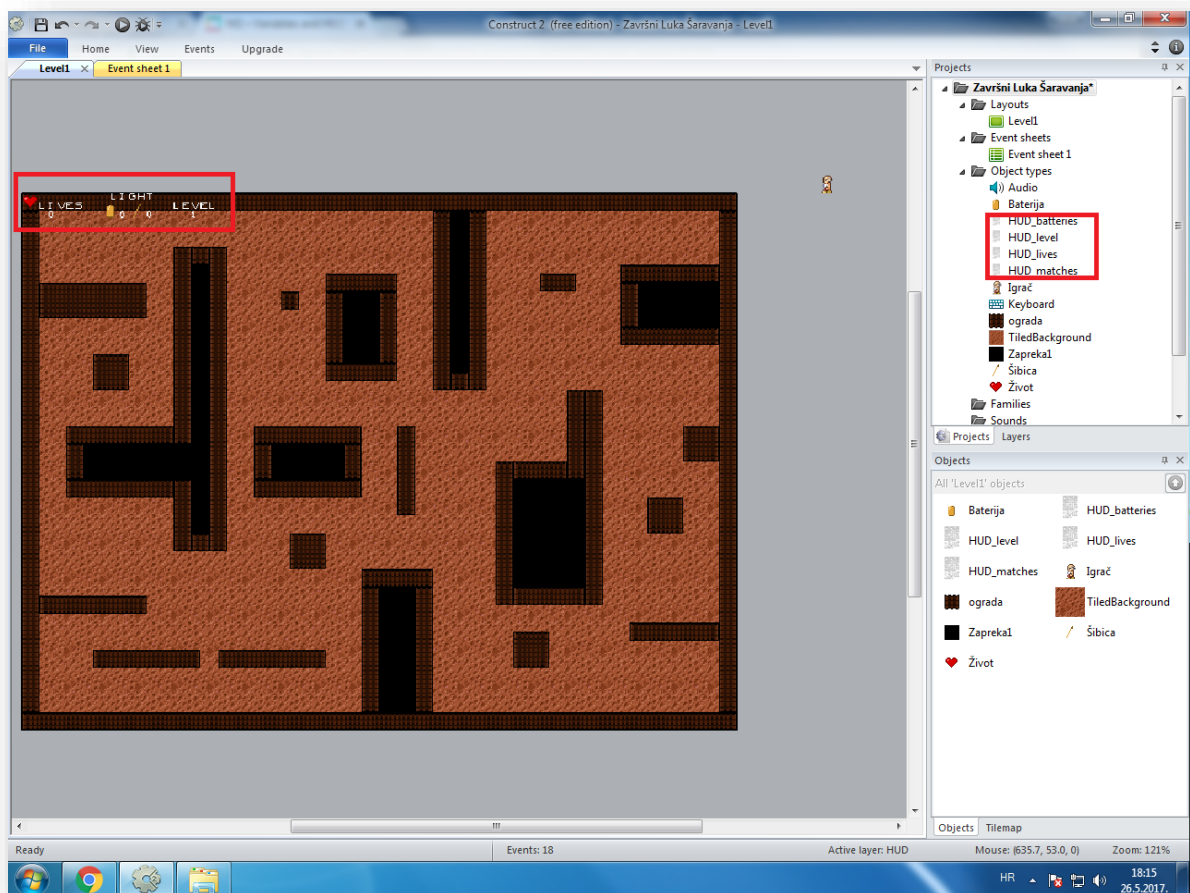 Construct 2 (free edition) - Završni Luka Šaravanja - Level1
File Home View Events Upgrade
Level1 Event sheet 1
LIVES LIGHT LEVEL
0 0 / 0 1
Projects
Završni Luka Šaravanja*
Layouts
Level1
Event sheets
Event sheet 1
Object types
Audio
Baterija
HUD_batteries
HUD_level
HUD_lives
HUD_matches
Igrač
Keyboard
ograda
TiledBackground
Zapreka1
Šibica
Život
Families
Sounds
Projects Layers
Objects
All 'Level1' objects
Baterija HUD_batteries
HUD_level HUD_lives
HUD_matches Igrač
ograda TiledBackground
Zapreka1 Šibica
Život
Objects Tilemap
Ready Events: 18 Active layer: HUD Mouse: (635.7, 53.0, 0) Zoom: 121%
HR 18:15
26.5.2017.